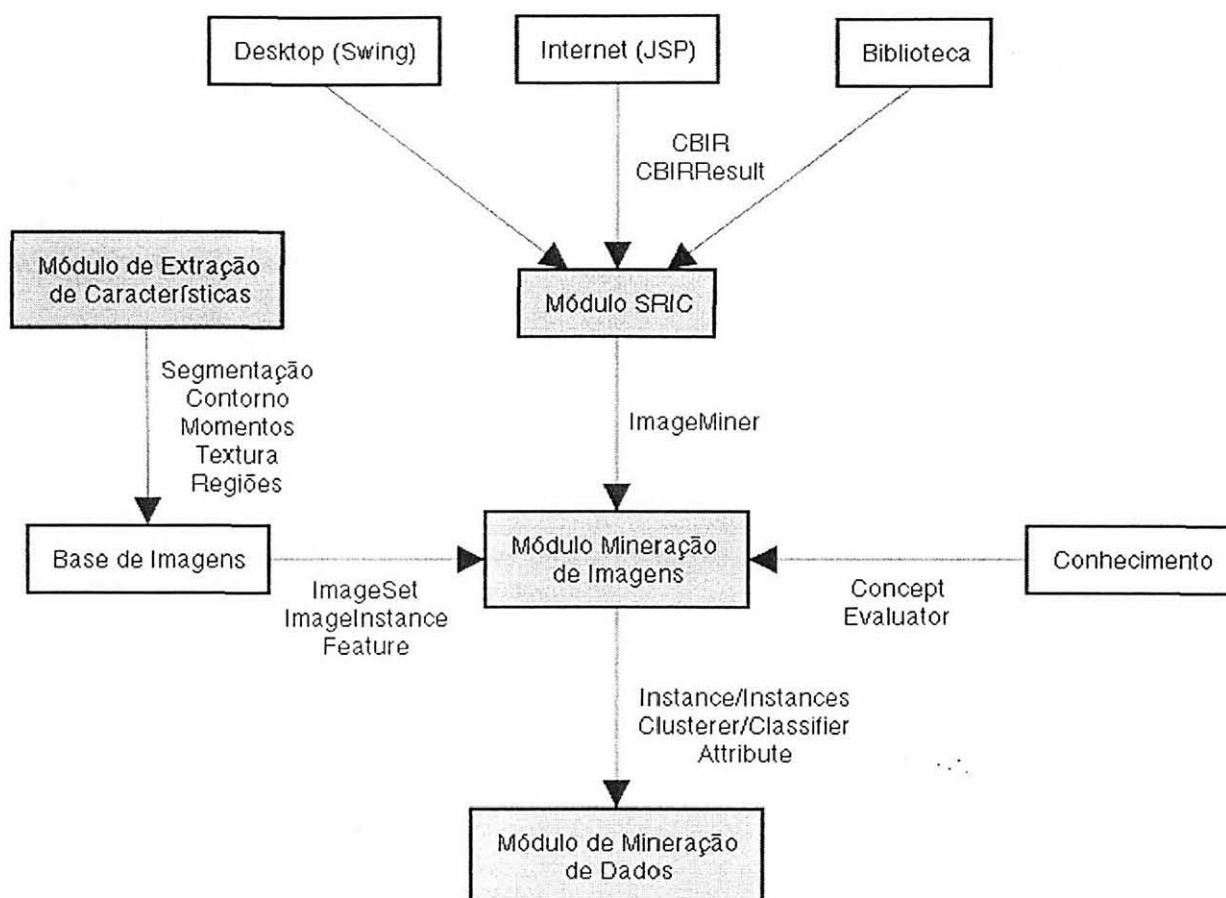 Desktop (Swing)
Internet (JSP)
Biblioteca
CBIR
CBIRResult
Módulo de Extração
de Características
Módulo SRIC
Segmentação
Contorno
Momentos
Textura
Regiões
ImageMiner
Base de Imagens
Módulo Mineração
de Imagens
Conhecimento
ImageSet
ImageInstance
Feature
Concept
Evaluator
Instance/Instances
Clusterer/Classifier
Attribute
Módulo de Mineração
de Dados